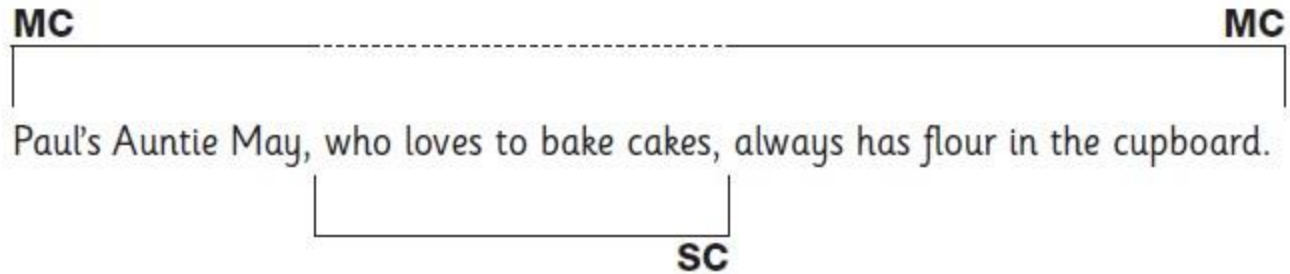 MC MC
Paul's Auntie May, who loves to bake cakes, always has flour in the cupboard.
SC